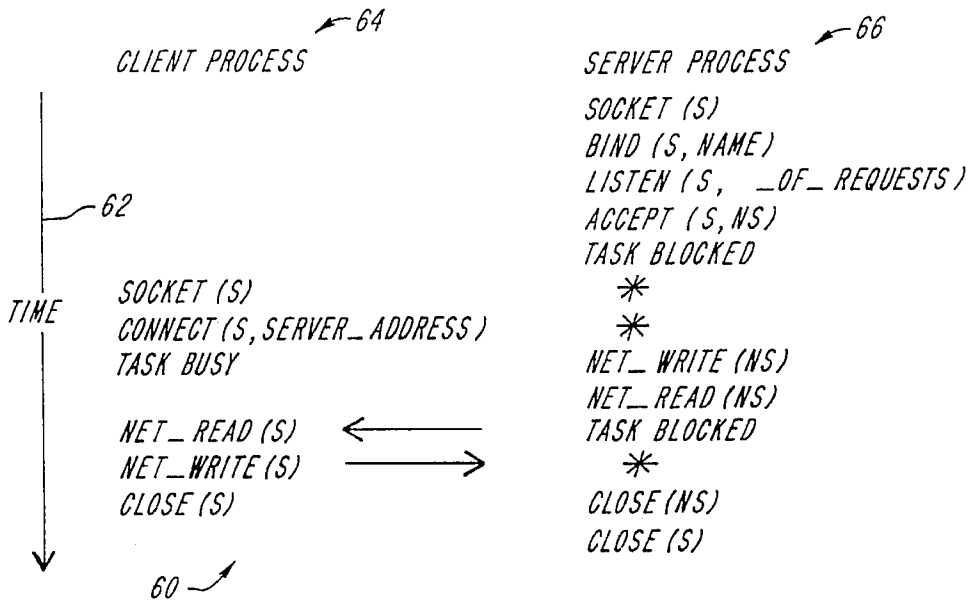 64
CLIENT PROCESS
62
TIME
SOCKET (S)
CONNECT (S, SERVER_ ADDRESS)
TASK BUSY
NET_ READ (S)
NET_WRITE (S)
CLOSE (S)
60
66
SERVER PROCESS
SOCKET (S)
BIND (S, NAME)
LISTEN (S, _OF_ REQUESTS)
ACCEPT (S, NS)
TASK BLOCKED
*
*
NET_ WRITE (NS)
NET_ READ (NS)
TASK BLOCKED
*
CLOSE (NS)
CLOSE (S)